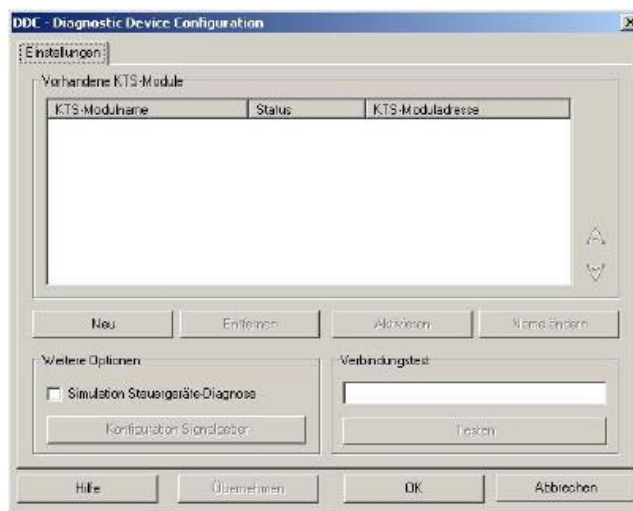 DDC - Diagnostic Device Configuration
Einstellungen
Vorhandene KTS-Module
KTS-Modulname Status KTS-Moduladresse
Neu Entfernen Aktivieren Name ändern
Weitere Optionen Verbindungstest
Simulation Steuergeräte-Diagnose
Konfiguration Signalgeber Testen
Hilfe Übernehmen OK Abbrechen